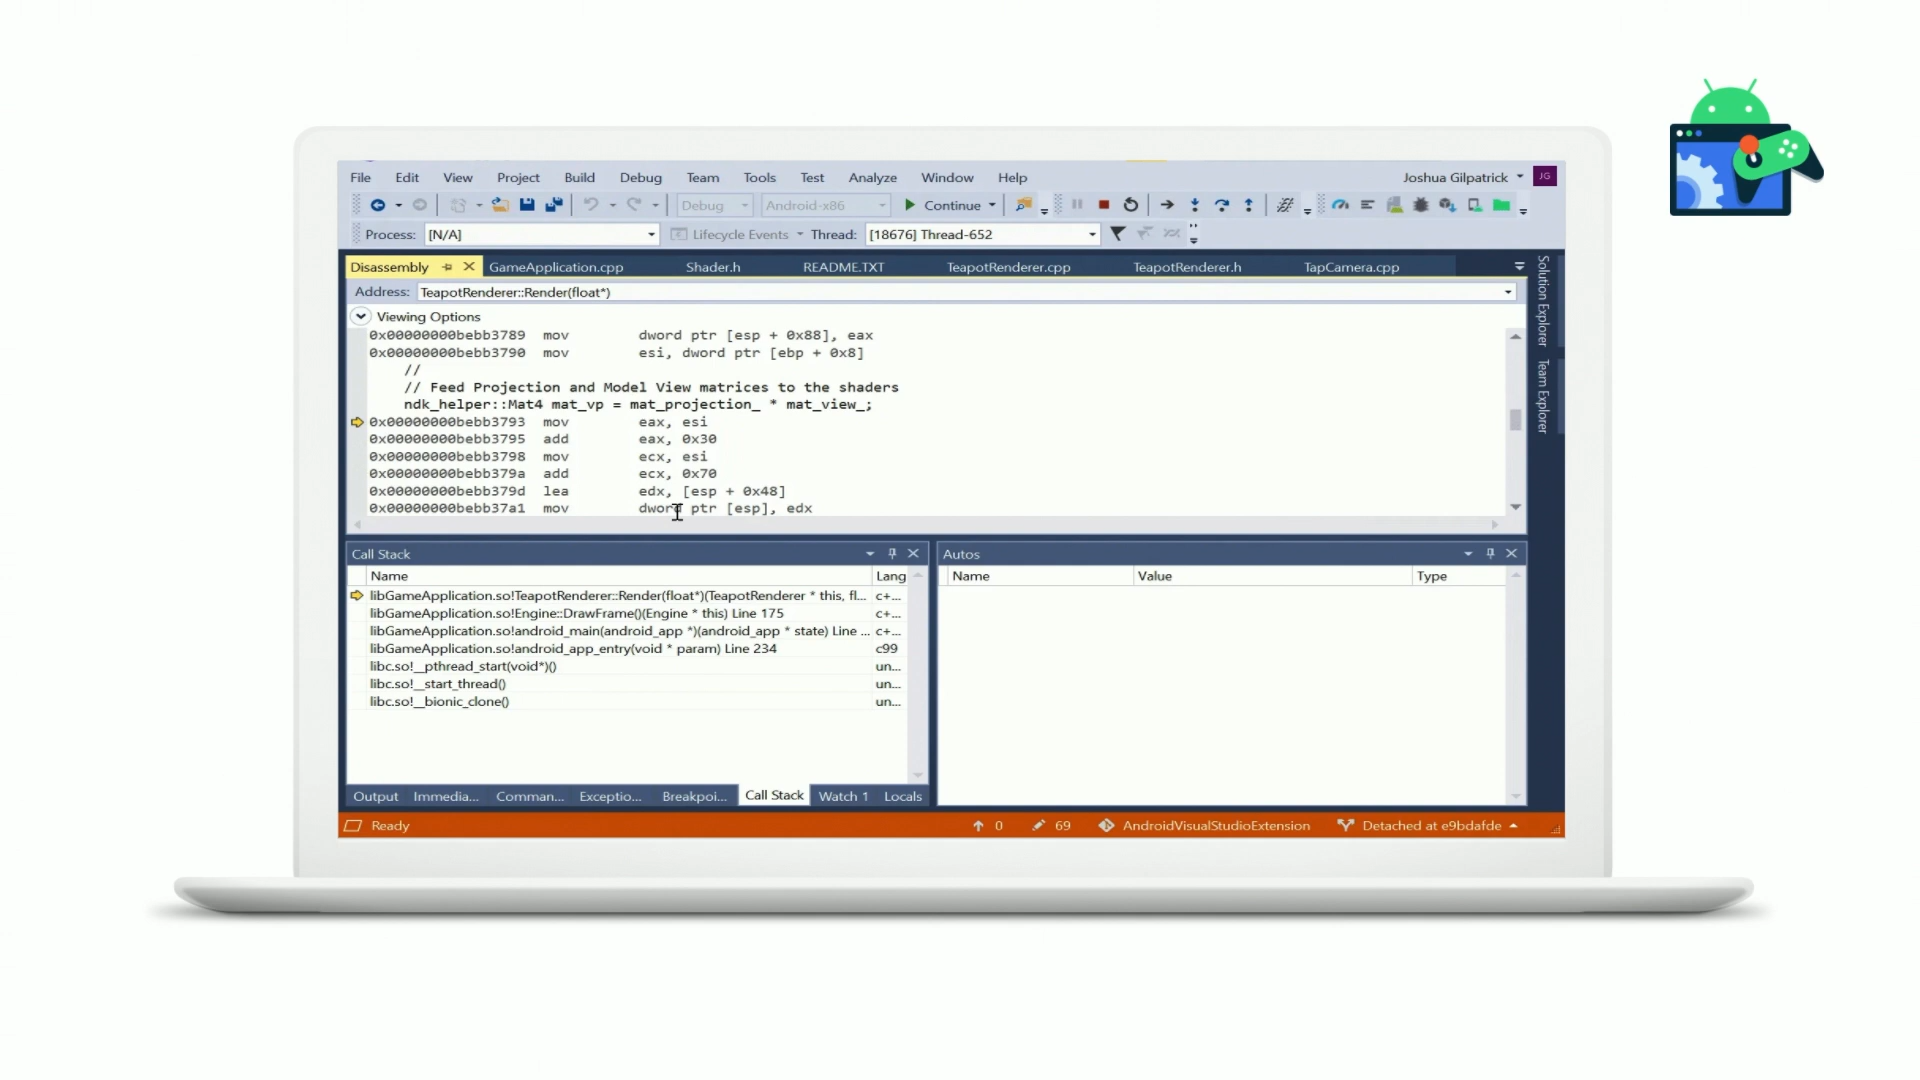 File Edit View Project Build Debug Team Tools Test Analyze Window Help Joshua Gilpatrick JG
Debug Android-x86 Continue
Process: [N/A] Lifecycle Events Thread: [18676] Thread-652
Disassembly GameApplication.cpp Shader.h README.TXT TeapotRenderer.cpp TeapotRenderer.h TapCamera.cpp
Address: TeapotRenderer::Render(float*)
Viewing Options
0x00000000bebb3789 mov dword ptr [esp + 0x88], eax
0x00000000bebb3790 mov esi, dword ptr [ebp + 0x8]
//
// Feed Projection and Model View matrices to the shaders
ndk_helper::Mat4 mat_vp = mat_projection_ * mat_view_;
0x00000000bebb3793 mov eax, esi
0x00000000bebb3795 add eax, 0x30
0x00000000bebb3798 mov ecx, esi
0x00000000bebb379a add ecx, 0x70
0x00000000bebb379d lea edx, [esp + 0x48]
0x00000000bebb37a1 mov dword ptr [esp], edx
Solution Explorer
Team Explorer
Call Stack
Name Lang
libGameApplication.so!TeapotRenderer::Render(float*)(TeapotRenderer * this, fl... c+...
libGameApplication.so!Engine::DrawFrame()(Engine * this) Line 175 c+...
libGameApplication.so!android_main(android_app *)(android_app * state) Line ... c+...
libGameApplication.so!android_app_entry(void * param) Line 234 c99
libc.so!__pthread_start(void*)() un...
libc.so!__start_thread() un...
libc.so!__bionic_clone() un...
Autos
Name Value Type
Output Immedia... Comman... Exceptio... Breakpoi... Call Stack Watch 1 Locals
Ready 0 69 AndroidVisualStudioExtension Detached at e9bdafde